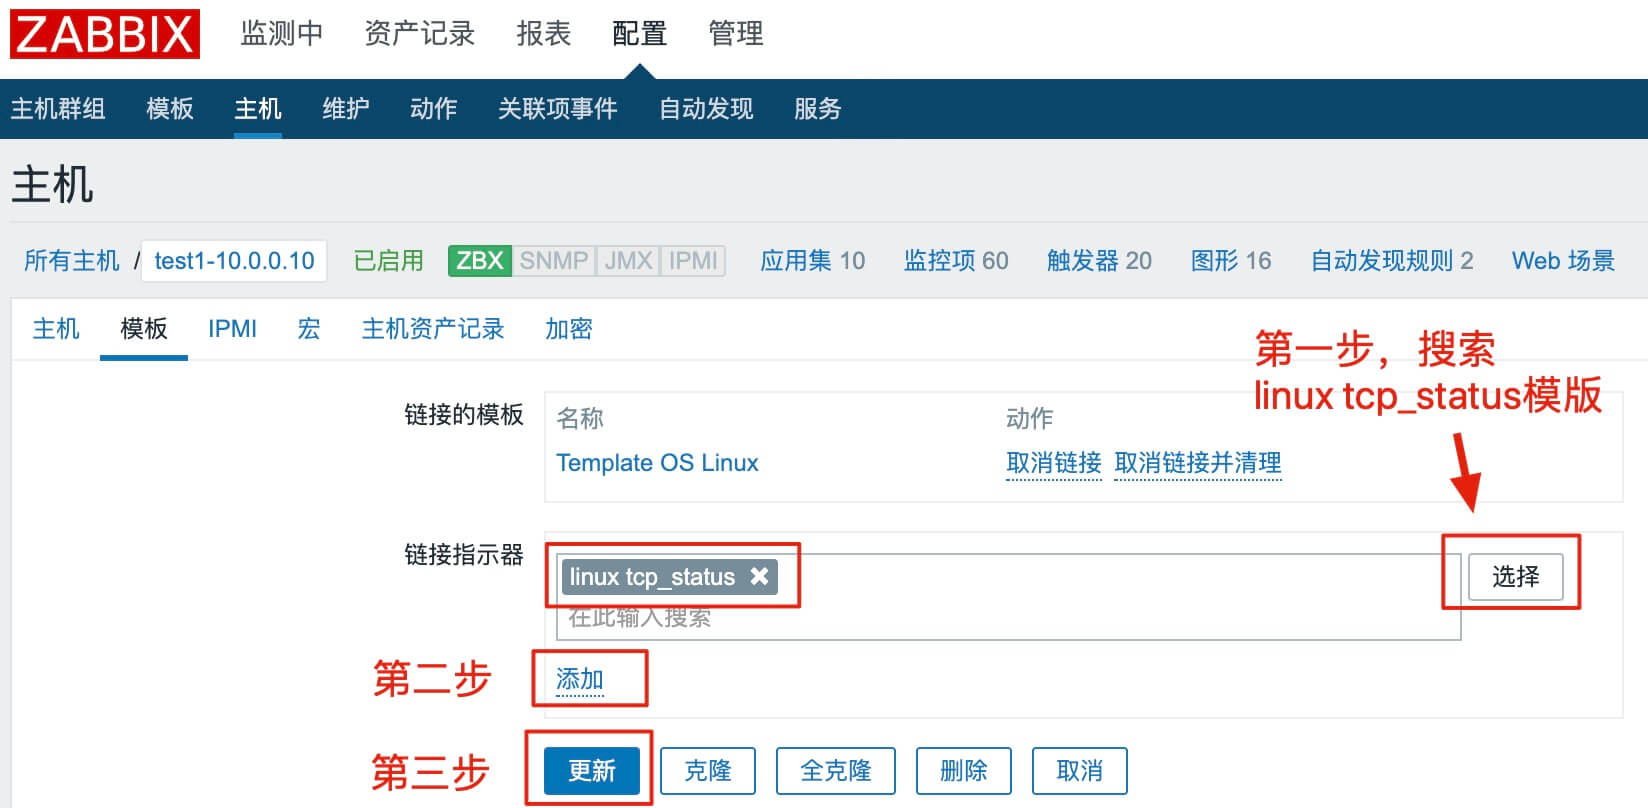 ZABBIX 监测中 资产记录 报表 配置 管理
主机群组 模板 主机 维护 动作 关联项事件 自动发现 服务
主机
所有主机 / test1-10.0.0.10 已启用 ZBX SNMP JMX IPMI 应用集 10 监控项 60 触发器 20 图形 16 自动发现规则 2 Web 场景
主机 模板 IPMI 宏 主机资产记录 加密
第一步，搜索
linux tcp_status模版
链接的模板 名称 动作
Template OS Linux 取消链接 取消链接并清理
链接指示器 linux tcp_status ✖ 选择
在此输入搜索
第二步 添加
第三步 更新 克隆 全克隆 删除 取消